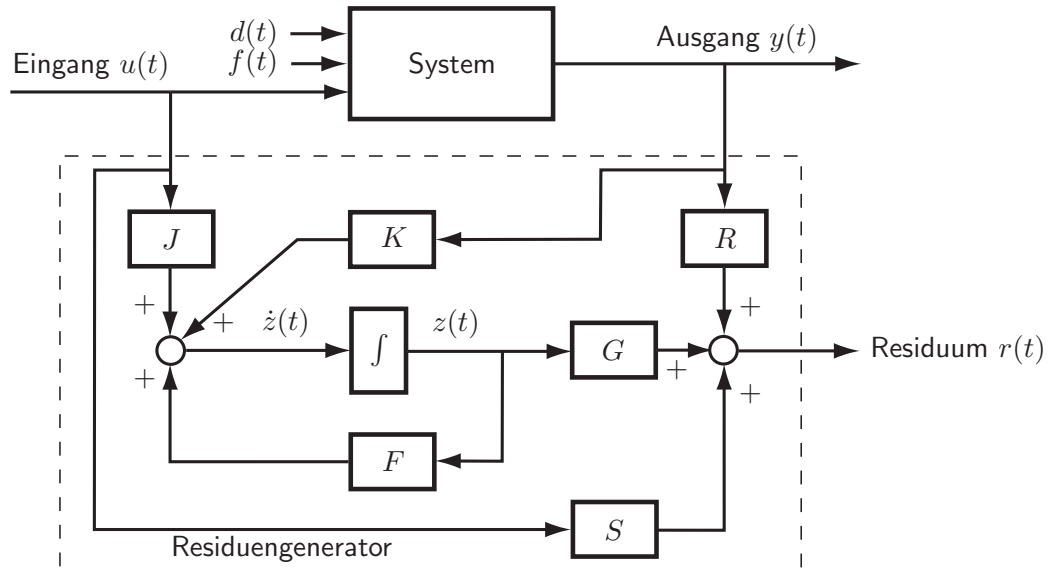 d(t)
f(t)
System
Ausgang y(t)
Eingang u(t)
J
K
R
+
+
ż(t)
z(t)
+
∫
G
+
Residuum r(t)
+
+
F
S
Residuengenerator